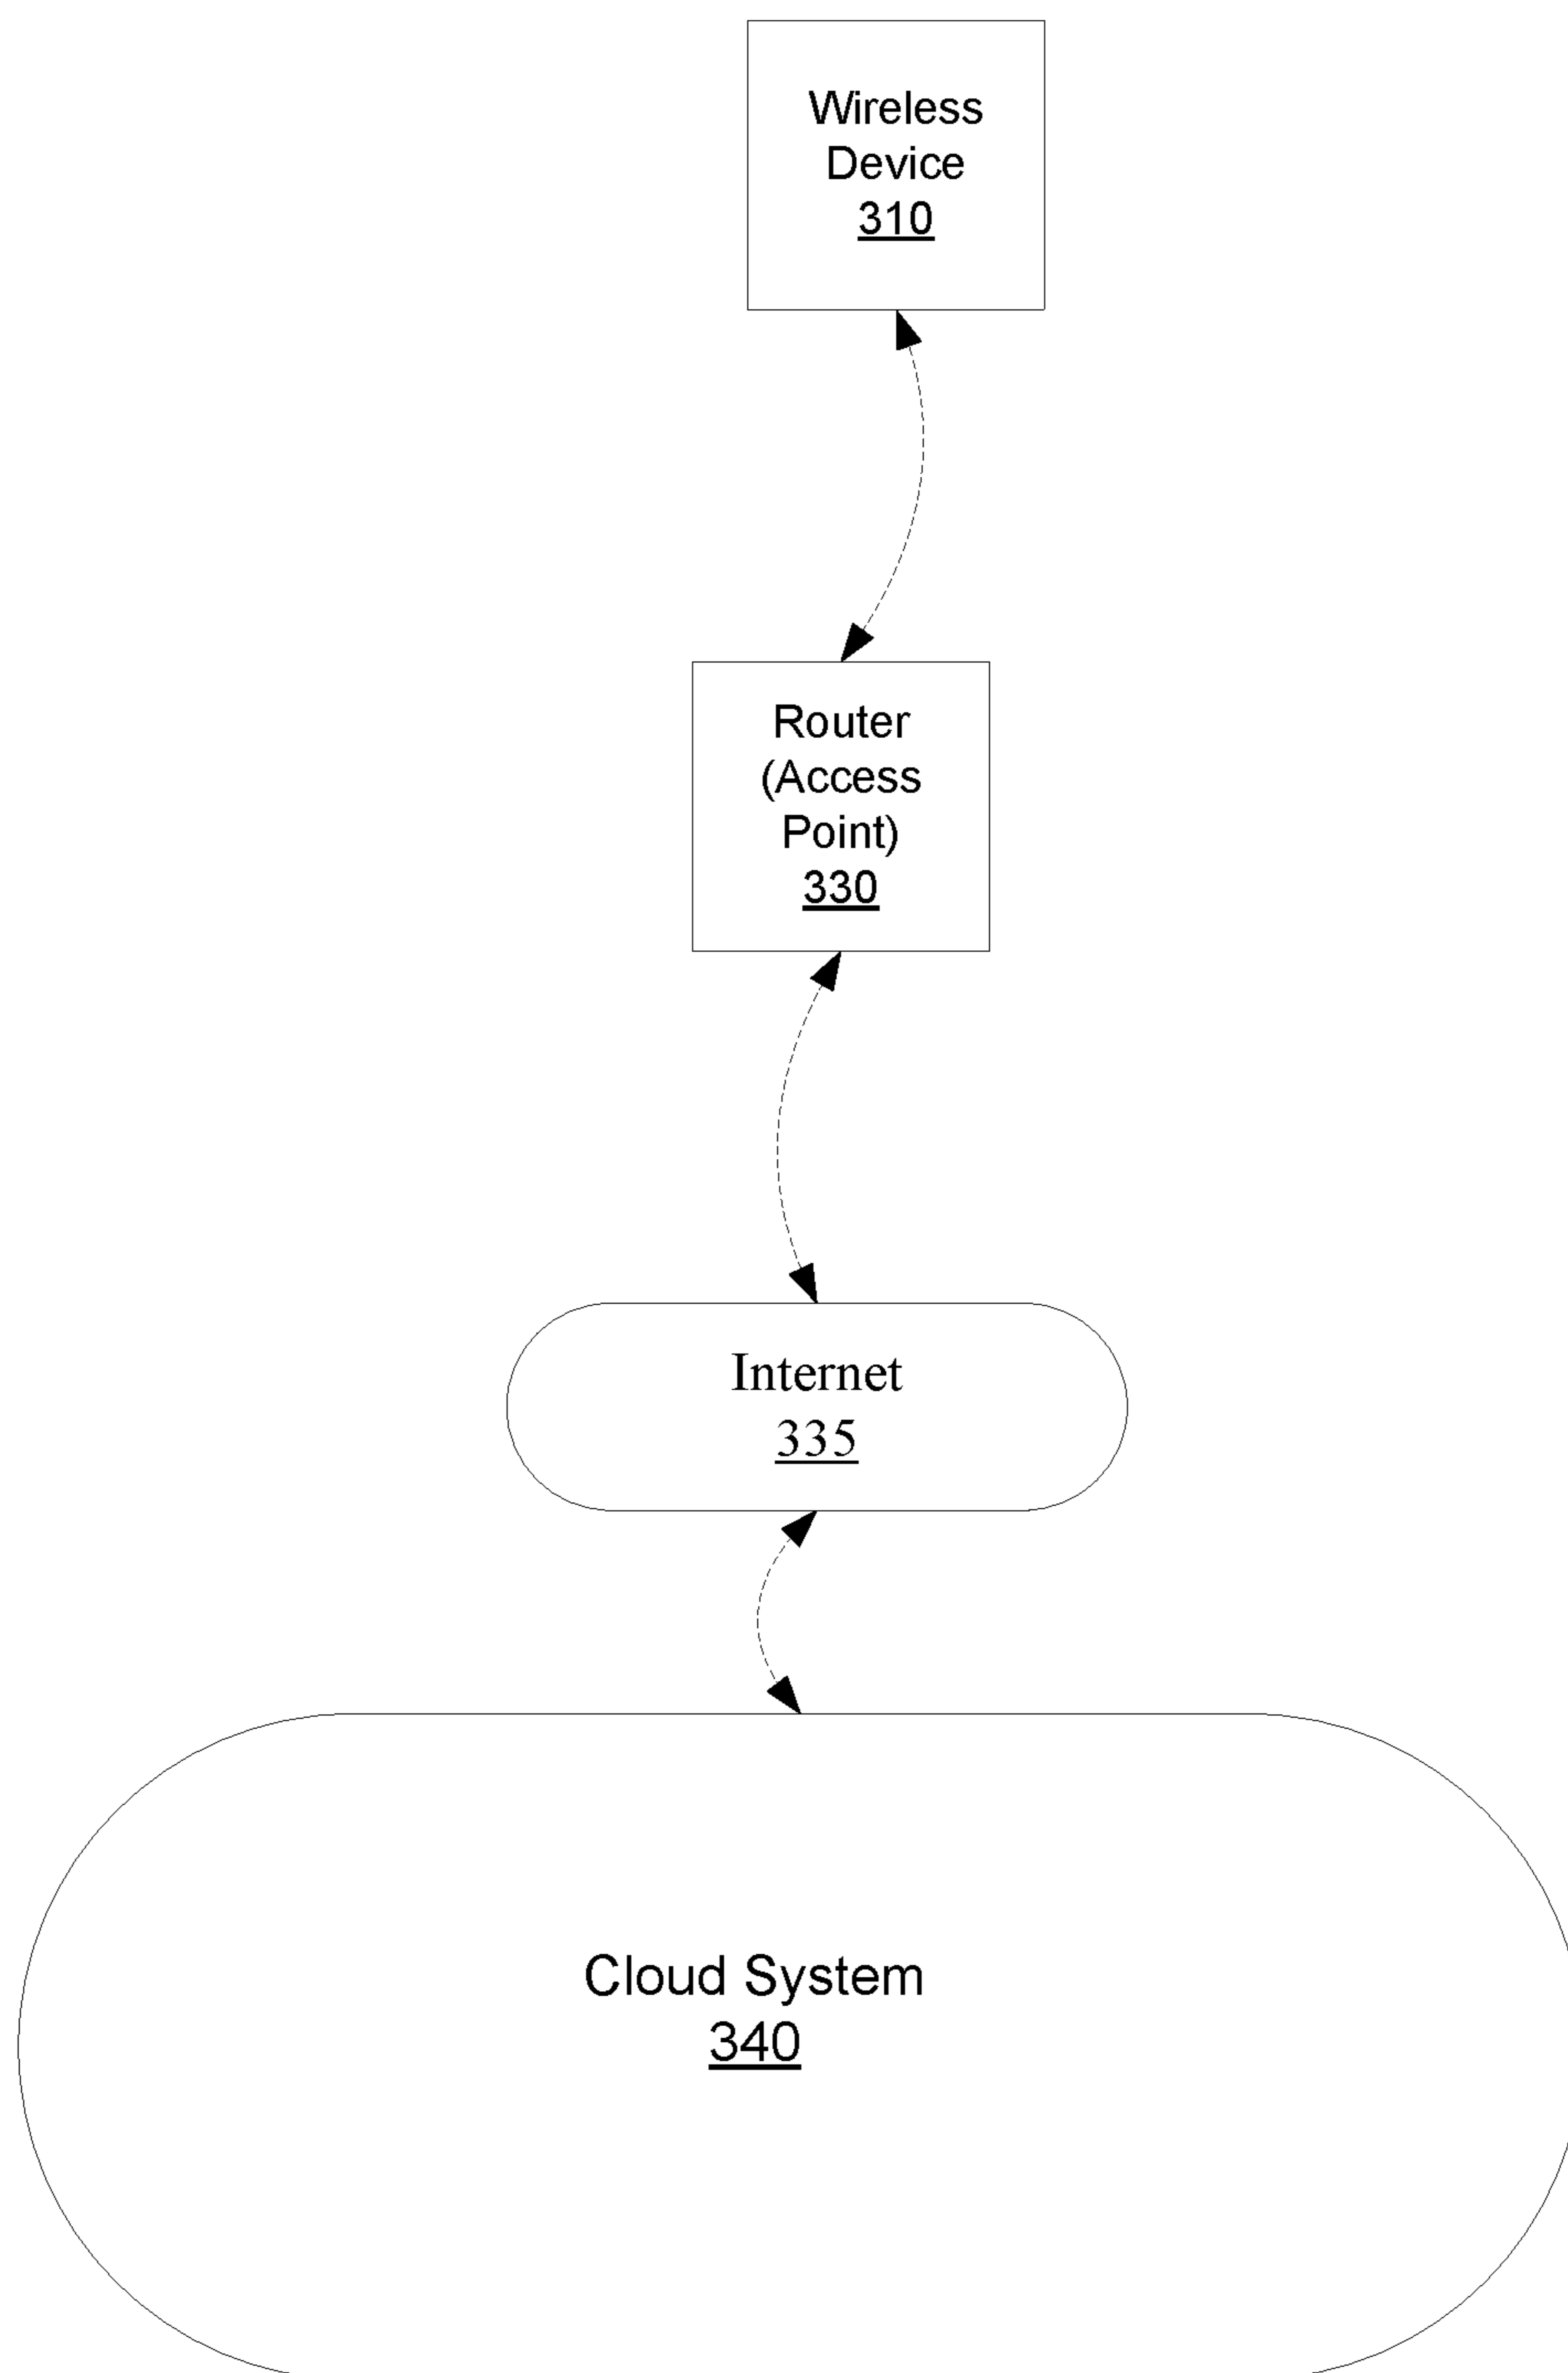 Wireless
Device
310
Router
(Access
Point)
330
Internet
335
Cloud System
340